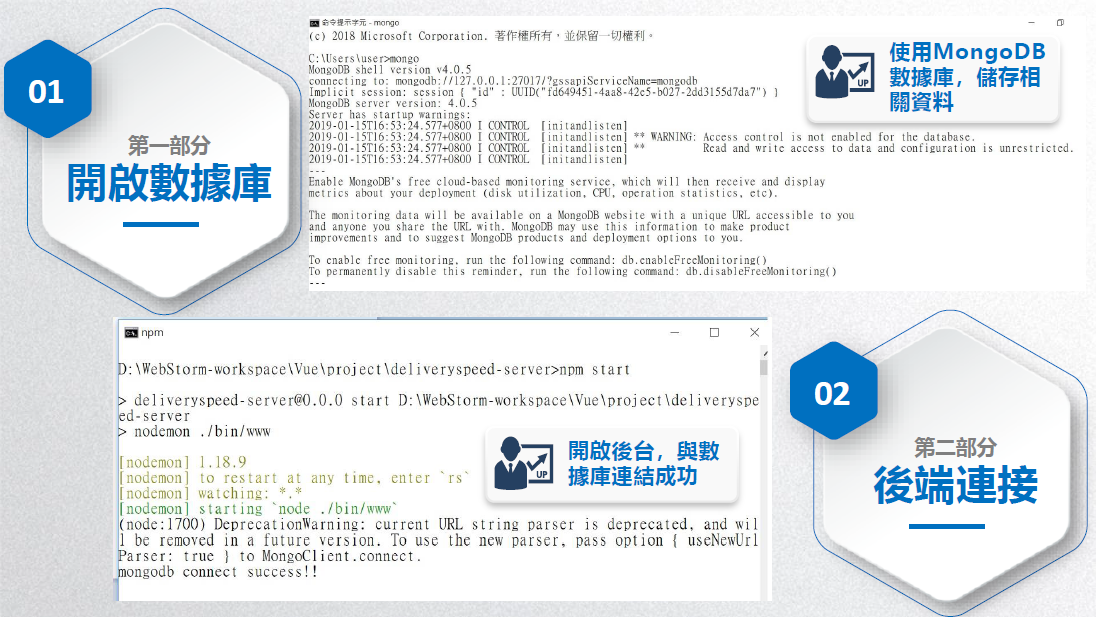 01
第一部分
開啟數據庫
命令提示字元 - mongo
(c) 2018 Microsoft Corporation. 著作權所有，並保留一切權利。
C:\Users\user>mongo
MongoDB shell version v4.0.5
connecting to: mongodb://127.0.0.1:27017/?gssapiServiceName=mongodb
Implicit session: session { "id" : UUID("fd649451-4aa8-42e5-b027-2dd3155d7da7") }
MongoDB server version: 4.0.5
Server has startup warnings:
2019-01-15T16:53:24.577+0800 I CONTROL  [initandlisten]
2019-01-15T16:53:24.577+0800 I CONTROL  [initandlisten] ** WARNING: Access control is not enabled for the database.
2019-01-15T16:53:24.577+0800 I CONTROL  [initandlisten] **          Read and write access to data and configuration is unrestricted.
2019-01-15T16:53:24.577+0800 I CONTROL  [initandlisten]
---
Enable MongoDB's free cloud-based monitoring service, which will then receive and display
metrics about your deployment (disk utilization, CPU, operation statistics, etc).
The monitoring data will be available on a MongoDB website with a unique URL accessible to you
and anyone you share the URL with. MongoDB may use this information to make product
improvements and to suggest MongoDB products and deployment options to you.
To enable free monitoring, run the following command: db.enableFreeMonitoring()
To permanently disable this reminder, run the following command: db.disableFreeMonitoring()
---
UP
使用MongoDB
數據庫，儲存相
關資料
npm
D:\WebStorm-workspace\Vue\project\deliveryspeed-server>npm start
> deliveryspeed-server@0.0.0 start D:\WebStorm-workspace\Vue\project\deliveryspe
ed-server
> nodemon ./bin/www
[nodemon] 1.18.9
[nodemon] to restart at any time, enter `rs`
[nodemon] watching: *.*
[nodemon] starting `node ./bin/www`
(node:1700) DeprecationWarning: current URL string parser is deprecated, and wil
l be removed in a future version. To use the new parser, pass option { useNewUrl
Parser: true } to MongoClient.connect.
mongodb connect success!!
UP
開啟後台，與數
據庫連結成功
02
第二部分
後端連接